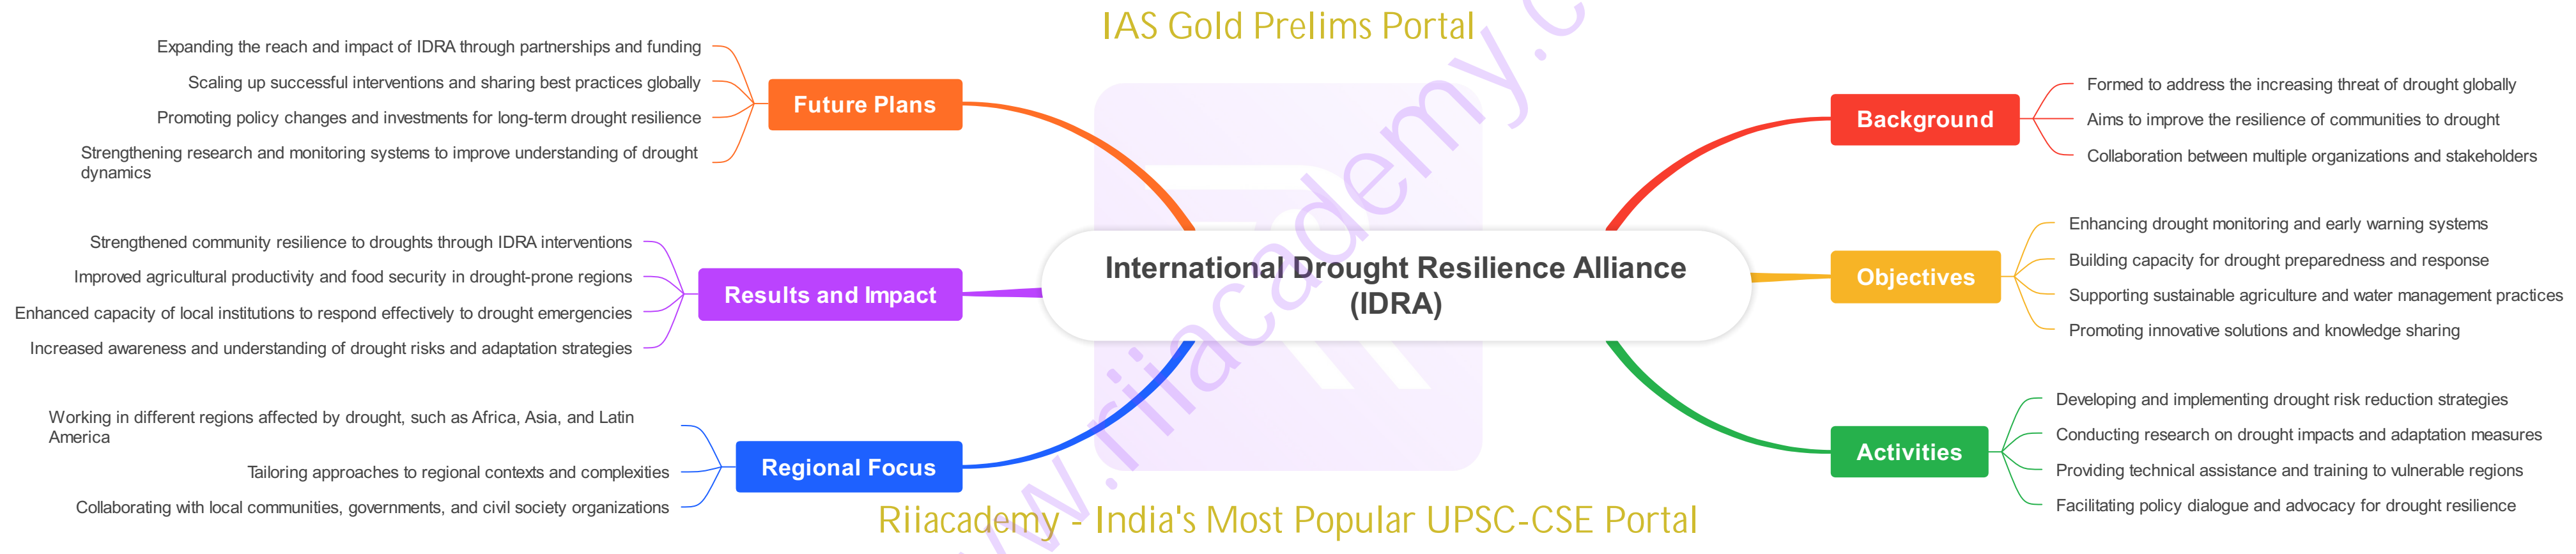 IAS Gold Prelims Portal
International Drought Resilience Alliance
(IDRA)
Background
Formed to address the increasing threat of drought globally
Aims to improve the resilience of communities to drought
Collaboration between multiple organizations and stakeholders
Objectives
Enhancing drought monitoring and early warning systems
Building capacity for drought preparedness and response
Supporting sustainable agriculture and water management practices
Promoting innovative solutions and knowledge sharing
Activities
Developing and implementing drought risk reduction strategies
Conducting research on drought impacts and adaptation measures
Providing technical assistance and training to vulnerable regions
Facilitating policy dialogue and advocacy for drought resilience
Future Plans
Expanding the reach and impact of IDRA through partnerships and funding
Scaling up successful interventions and sharing best practices globally
Promoting policy changes and investments for long-term drought resilience
Strengthening research and monitoring systems to improve understanding of drought
dynamics
Results and Impact
Strengthened community resilience to droughts through IDRA interventions
Improved agricultural productivity and food security in drought-prone regions
Enhanced capacity of local institutions to respond effectively to drought emergencies
Increased awareness and understanding of drought risks and adaptation strategies
Regional Focus
Working in different regions affected by drought, such as Africa, Asia, and Latin
America
Tailoring approaches to regional contexts and complexities
Collaborating with local communities, governments, and civil society organizations
Riiacademy - India's Most Popular UPSC-CSE Portal
w.riiacademy.c